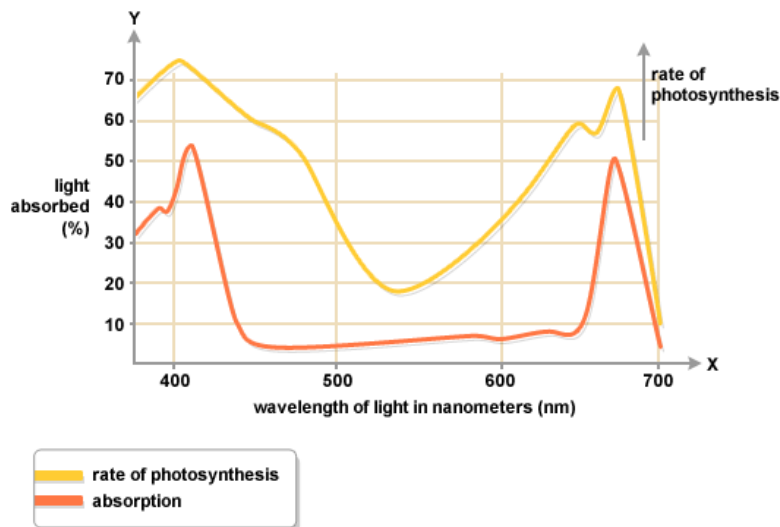 Y
70
60
50
40
30
20
10
light
absorbed
(%)
rate of
photosynthesis
400
500
600
700
X
wavelength of light in nanometers (nm)
rate of photosynthesis
absorption